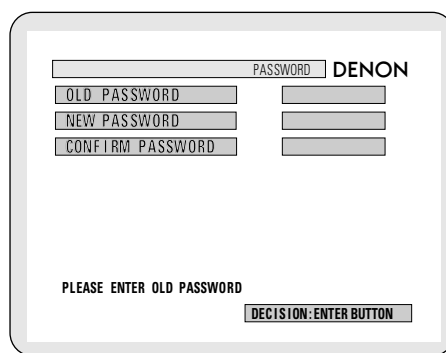 PASSWORD DENON
OLD PASSWORD
NEW PASSWORD
CONFIRM PASSWORD
PLEASE ENTER OLD PASSWORD
DECISION:ENTER BUTTON